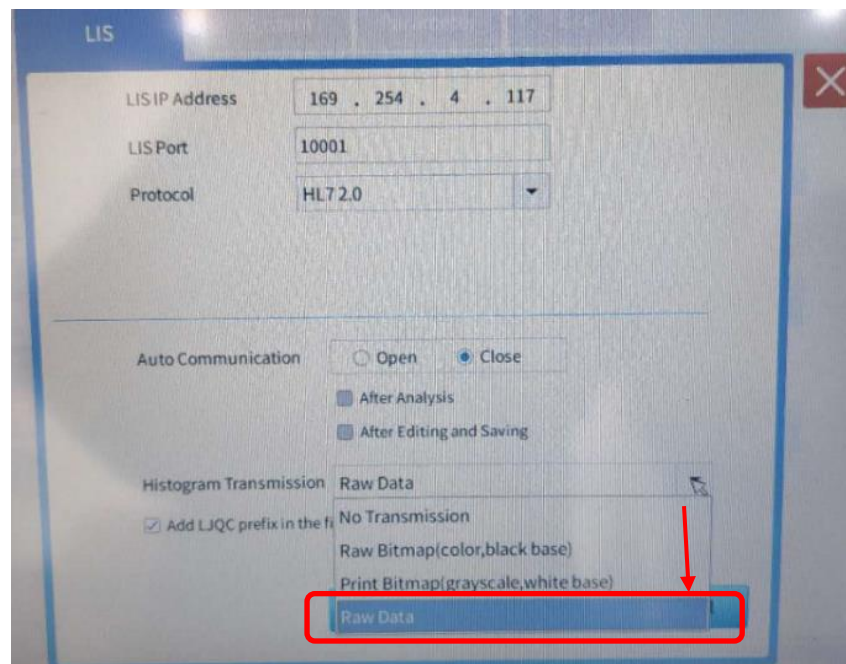 LIS
LIS IP Address 169 . 254 . 4 . 117
LIS Port 10001
Protocol HL7 2.0
Auto Communication Open Close
After Analysis
After Editing and Saving
Histogram Transmission Raw Data
Add LJQC prefix in the fi
No Transmission
Raw Bitmap(color,black base)
Print Bitmap(grayscale,white base)
Raw Data